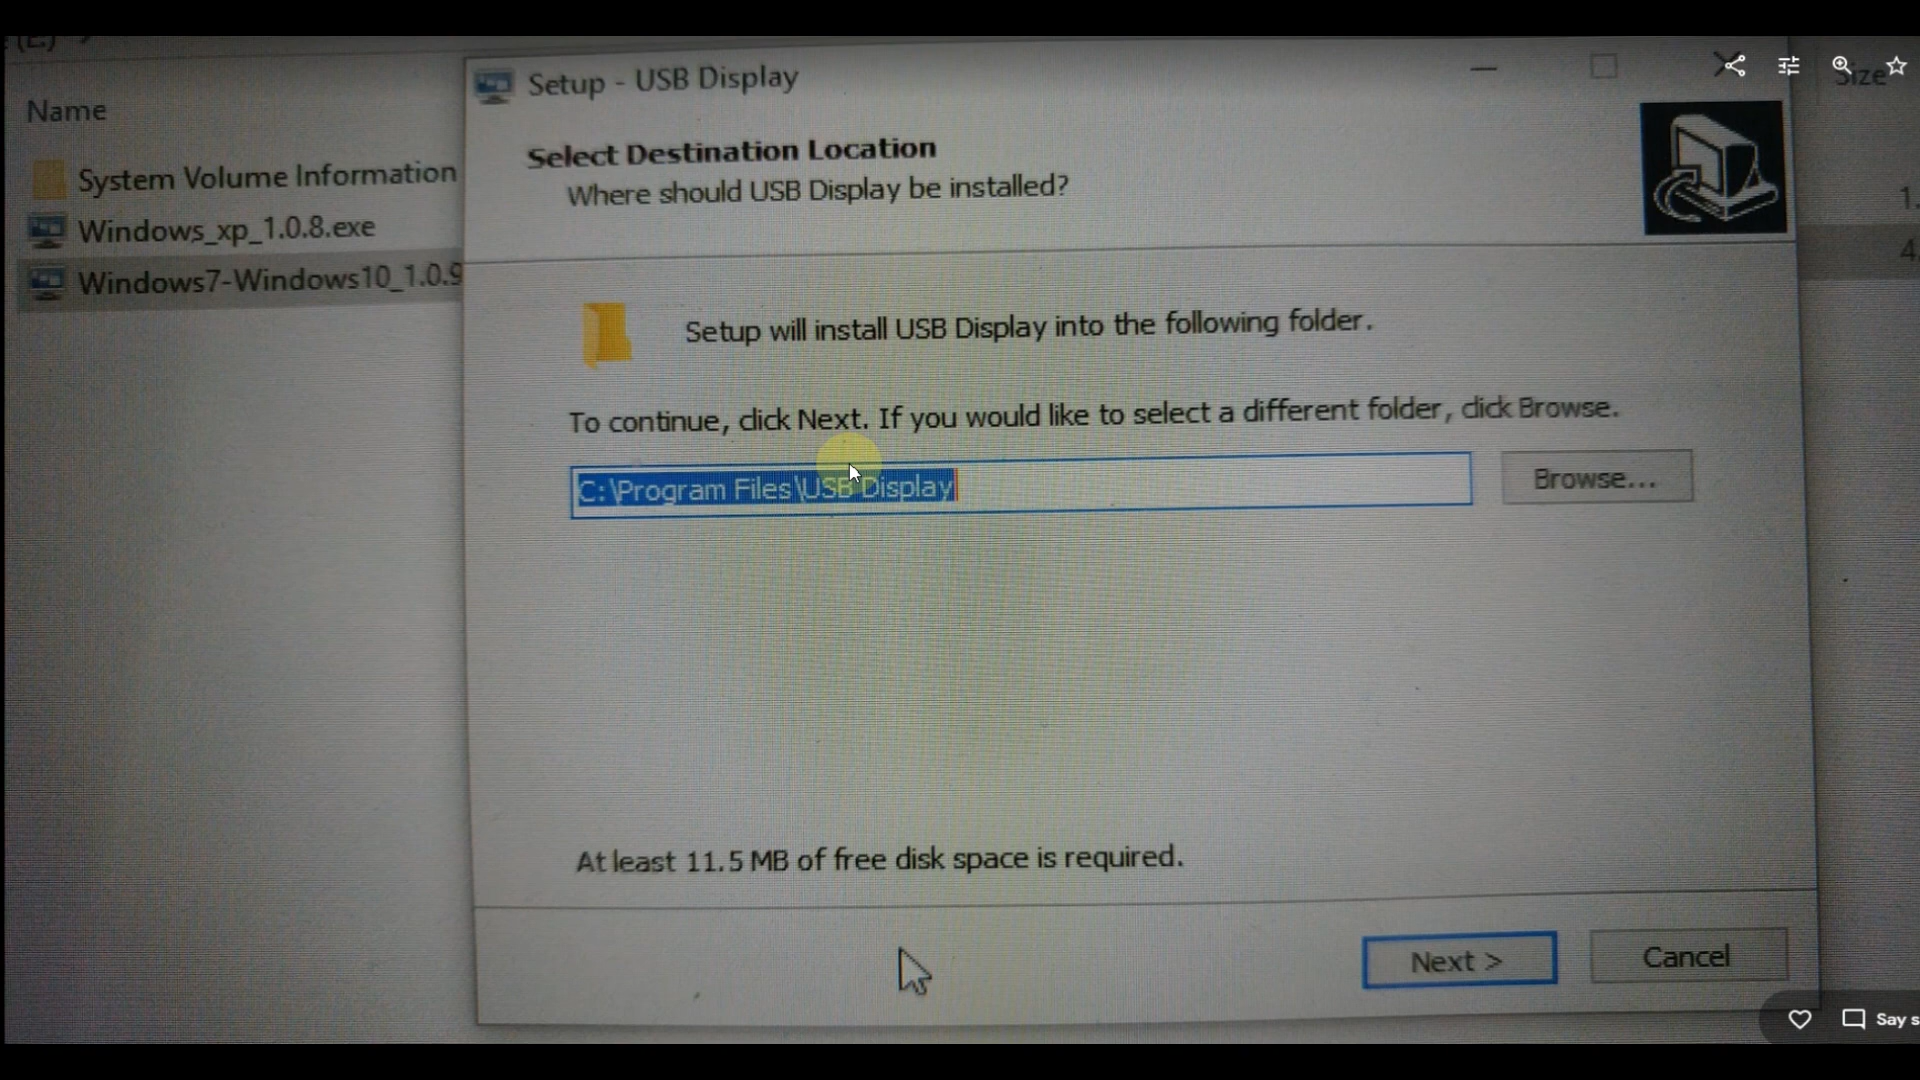 (E:)
Name
Size
System Volume Information
Windows_xp_1.0.8.exe
Windows7-Windows10_1.0.9
1.
4.
Setup - USB Display
Select Destination Location
Where should USB Display be installed?
Setup will install USB Display into the following folder.
To continue, click Next. If you would like to select a different folder, click Browse.
C:\Program Files\USB Display
Browse...
At least 11.5 MB of free disk space is required.
Next >
Cancel
Say s